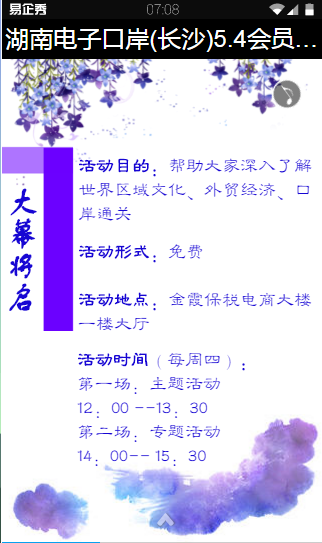 易企秀
07:08
湖南电子口岸(长沙)5.4会员...
大幕将启
活动目的：帮助大家深入了解
世界区域文化、外贸经济、口
岸通关
活动形式：免费
活动地点：金霞保税电商大楼
一楼大厅
活动时间（每周四）：
第一场：主题活动
12：00 --13：30
第二场：专题活动
14：00-- 15：30